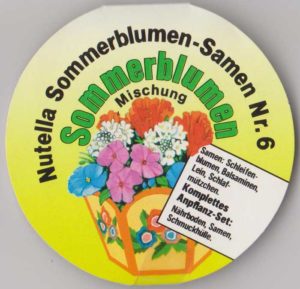 Nutella Sommerblumen-Samen Nr. 6
Sommerblumen
Mischung
Samen: Schleifen-
blumen, Balsaminen,
Lein, Schlaf-
mützchen.
Komplettes
Anpflanz-Set:
Nährboden, Samen,
Schmuckhülle.